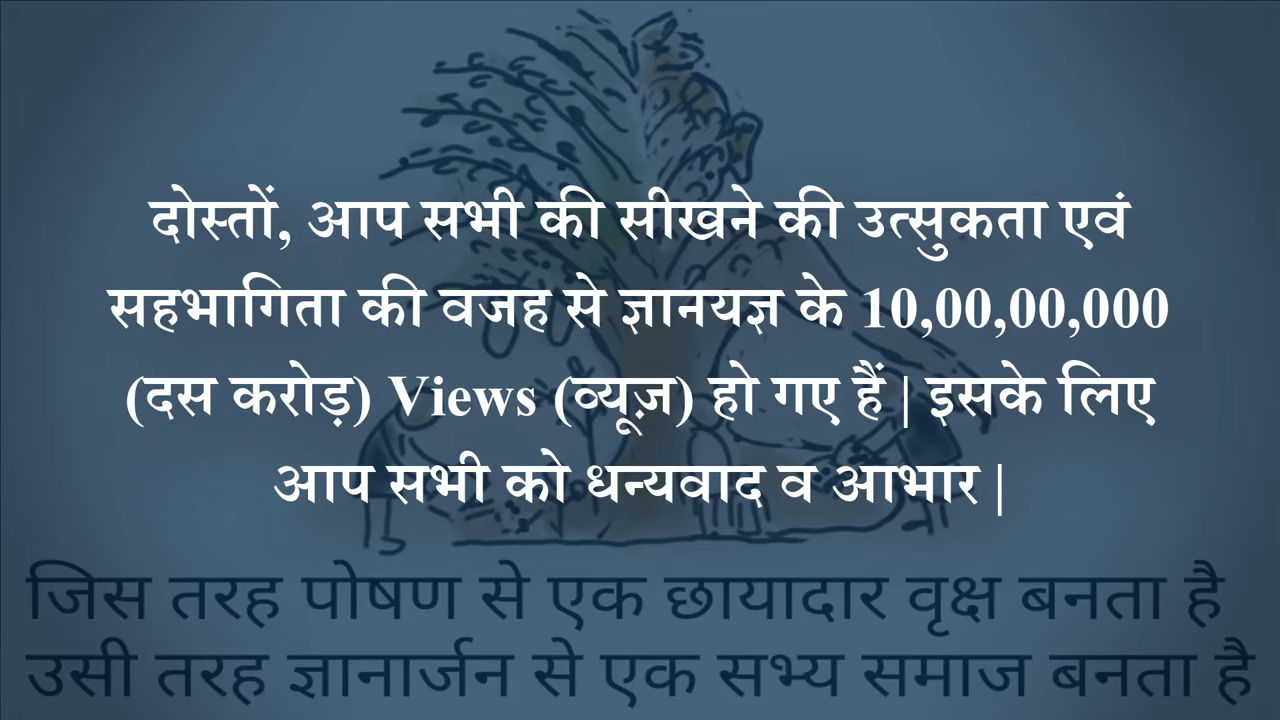 दोस्तों, आप सभी की सीखने की उत्सुकता एवं
सहभागिता की वजह से ज्ञानयज्ञ के 10,00,00,000
(दस करोड़) Views (व्यूज़) हो गए हैं | इसके लिए
आप सभी को धन्यवाद व आभार |
जिस तरह पोषण से एक छायादार वृक्ष बनता है
उसी तरह ज्ञानार्जन से एक सभ्य समाज बनता है